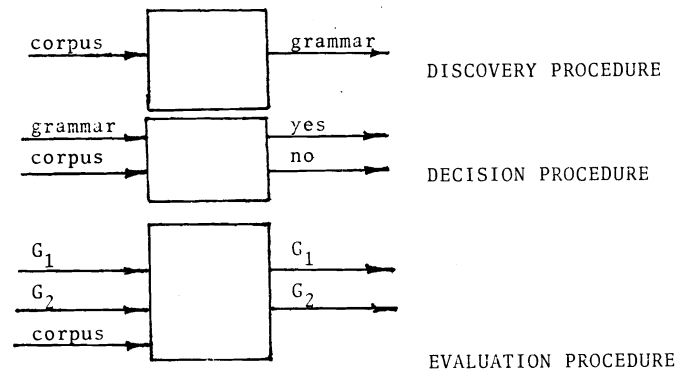 corpus grammar
DISCOVERY PROCEDURE
grammar yes
corpus no
DECISION PROCEDURE
G₁ G₁
G₂ G₂
corpus
EVALUATION PROCEDURE